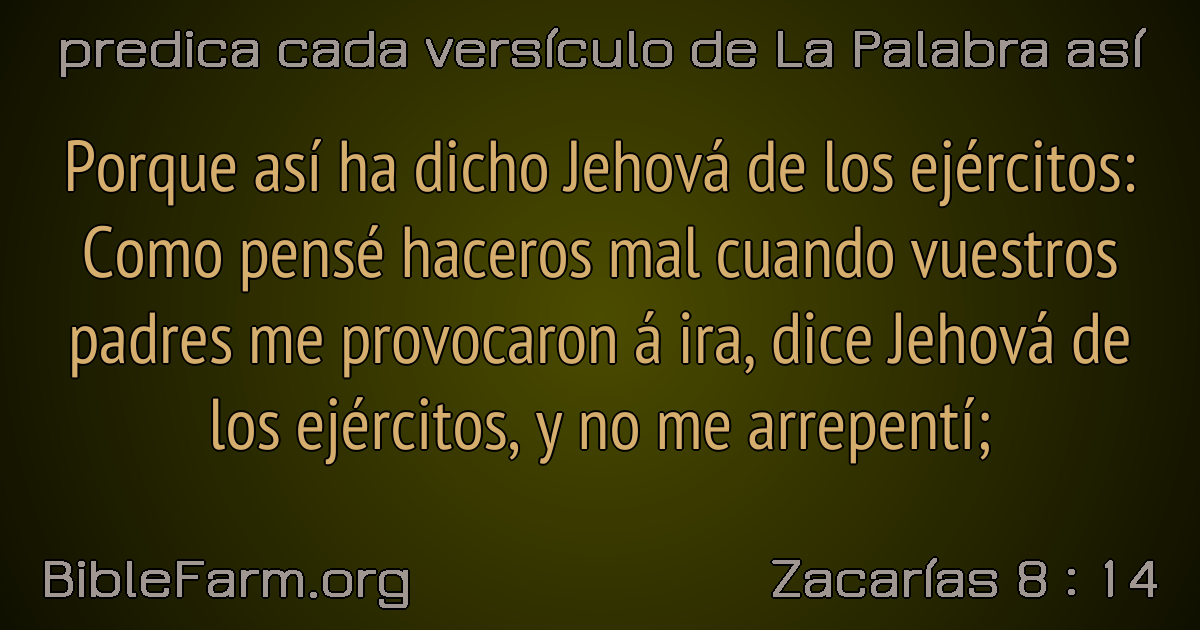 predica cada versículo de La Palabra así
Porque así ha dicho Jehová de los ejércitos:
Como pensé haceros mal cuando vuestros
padres me provocaron á ira, dice Jehová de
los ejércitos, y no me arrepentí;
BibleFarm.org
Zacarías 8 : 14